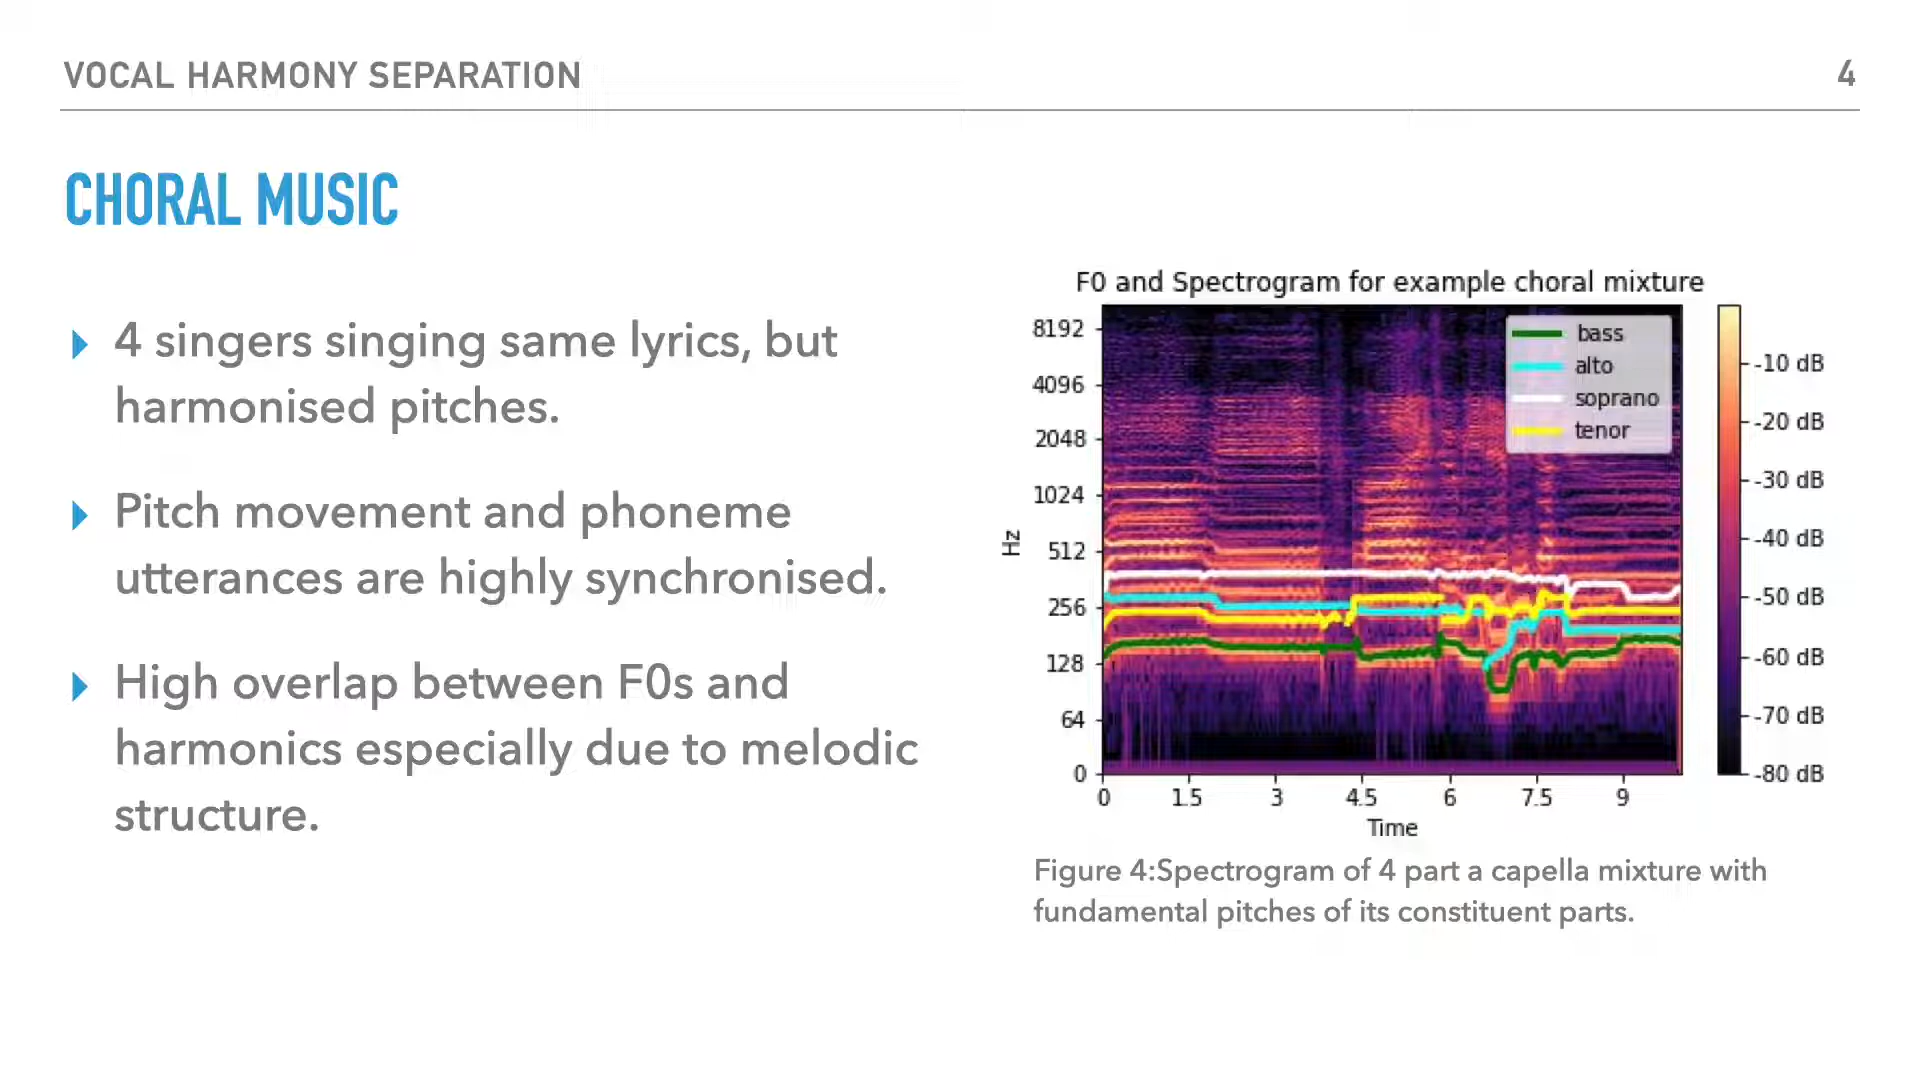 VOCAL HARMONY SEPARATION
4
CHORAL MUSIC
4 singers singing same lyrics, but
harmonised pitches.
Pitch movement and phoneme
utterances are highly synchronised.
High overlap between F0s and
harmonics especially due to melodic
structure.
F0 and Spectrogram for example choral mixture
8192
4096
2048
1024
512
256
128
64
0
Hz
bass
alto
soprano
tenor
0 1.5 3 4.5 6 7.5 9
Time
-10 dB
-20 dB
-30 dB
-40 dB
-50 dB
-60 dB
-70 dB
-80 dB
Figure 4:Spectrogram of 4 part a capella mixture with
fundamental pitches of its constituent parts.